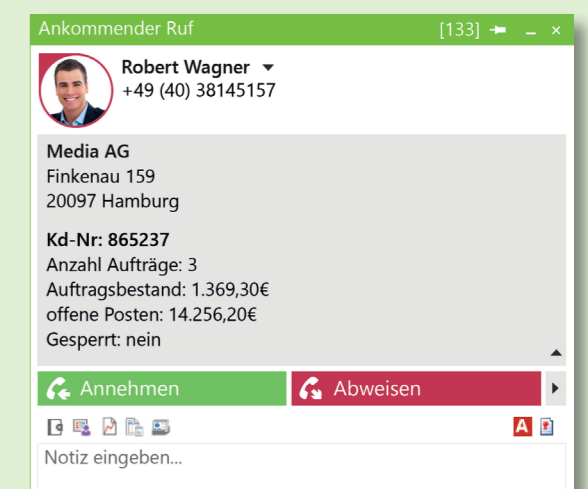 Ankommender Ruf [133]
Robert Wagner
+49 (40) 38145157
Media AG
Finkenau 159
20097 Hamburg
Kd-Nr: 865237
Anzahl Aufträge: 3
Auftragsbestand: 1.369,30€
offene Posten: 14.256,20€
Gesperrt: nein
Annehmen Abweisen
A
Notiz eingeben...